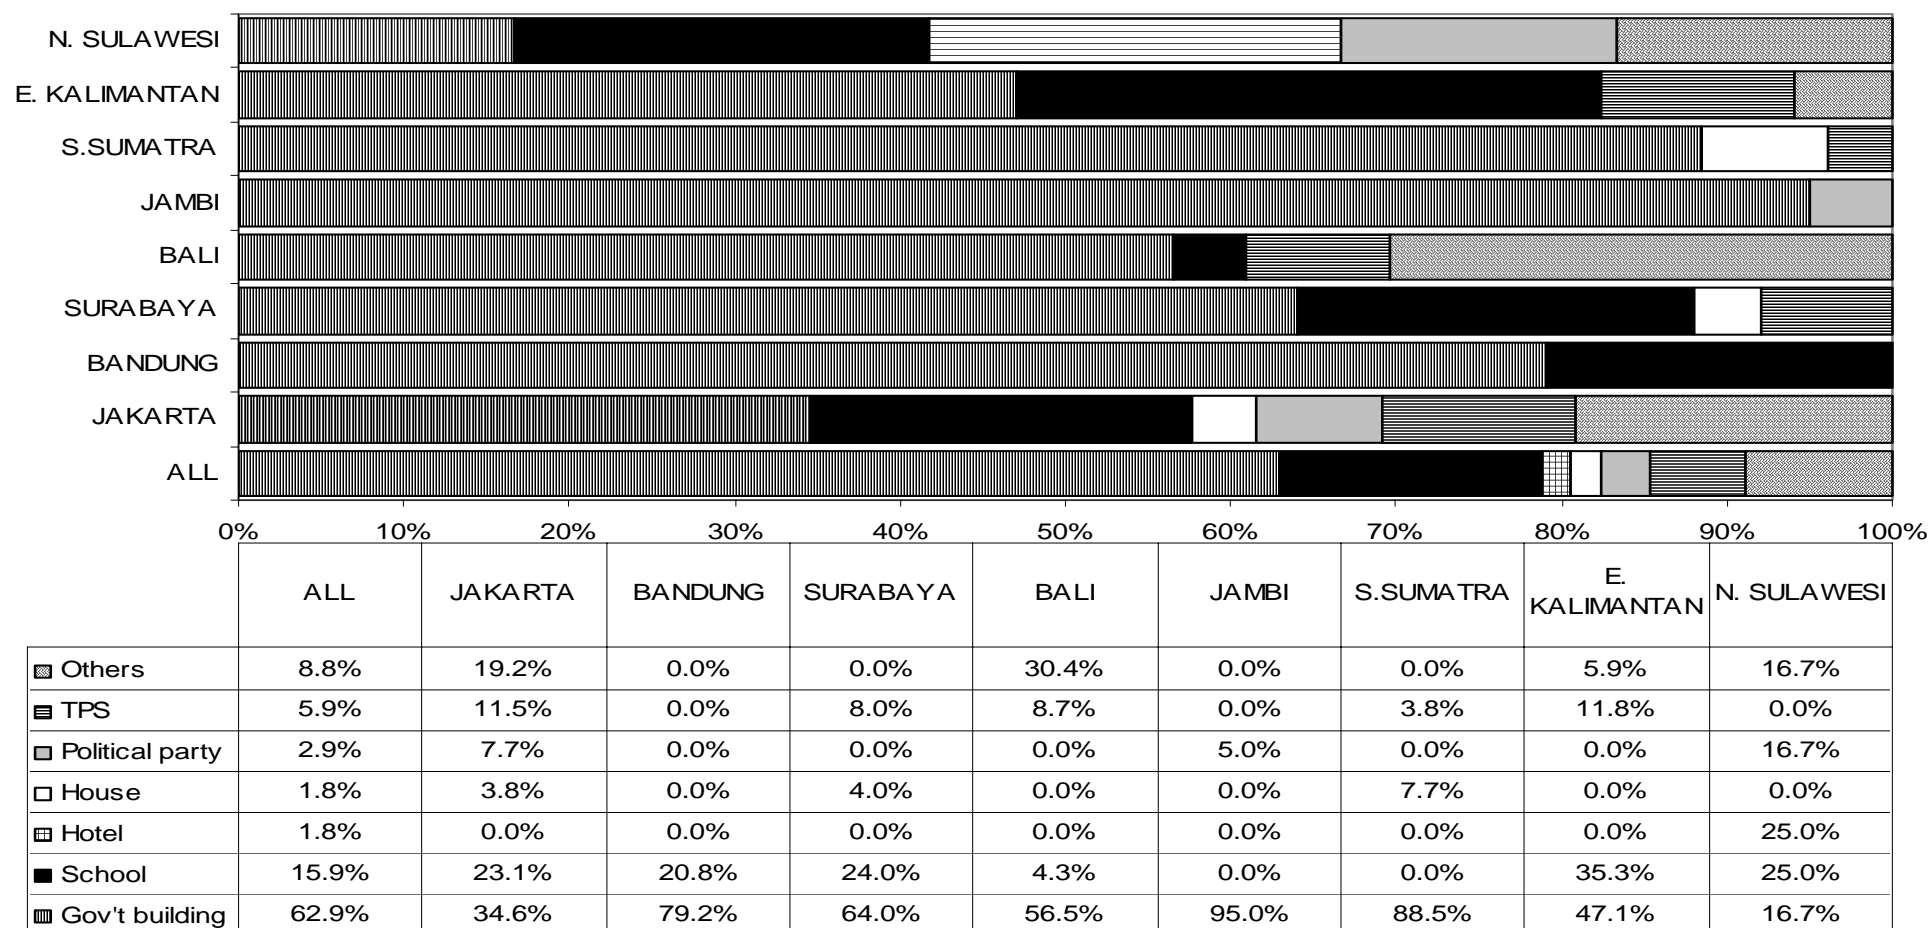 N. SULAWESI
E. KALIMANTAN
S.SUMATRA
JAMBI
BALI
SURABAYA
BANDUNG
JAKARTA
ALL
0% 10% 20% 30% 40% 50% 60% 70% 80% 90% 100%
ALL JAKARTA BANDUNG SURABAYA BALI JAMBI S.SUMATRA E. KALIMANTAN N. SULAWESI
Others 8.8% 19.2% 0.0% 0.0% 30.4% 0.0% 0.0% 5.9% 16.7%
TPS 5.9% 11.5% 0.0% 8.0% 8.7% 0.0% 3.8% 11.8% 0.0%
Political party 2.9% 7.7% 0.0% 0.0% 0.0% 5.0% 0.0% 0.0% 16.7%
House 1.8% 3.8% 0.0% 4.0% 0.0% 0.0% 7.7% 0.0% 0.0%
Hotel 1.8% 0.0% 0.0% 0.0% 0.0% 0.0% 0.0% 0.0% 25.0%
School 15.9% 23.1% 20.8% 24.0% 4.3% 0.0% 0.0% 35.3% 25.0%
Gov't building 62.9% 34.6% 79.2% 64.0% 56.5% 95.0% 88.5% 47.1% 16.7%